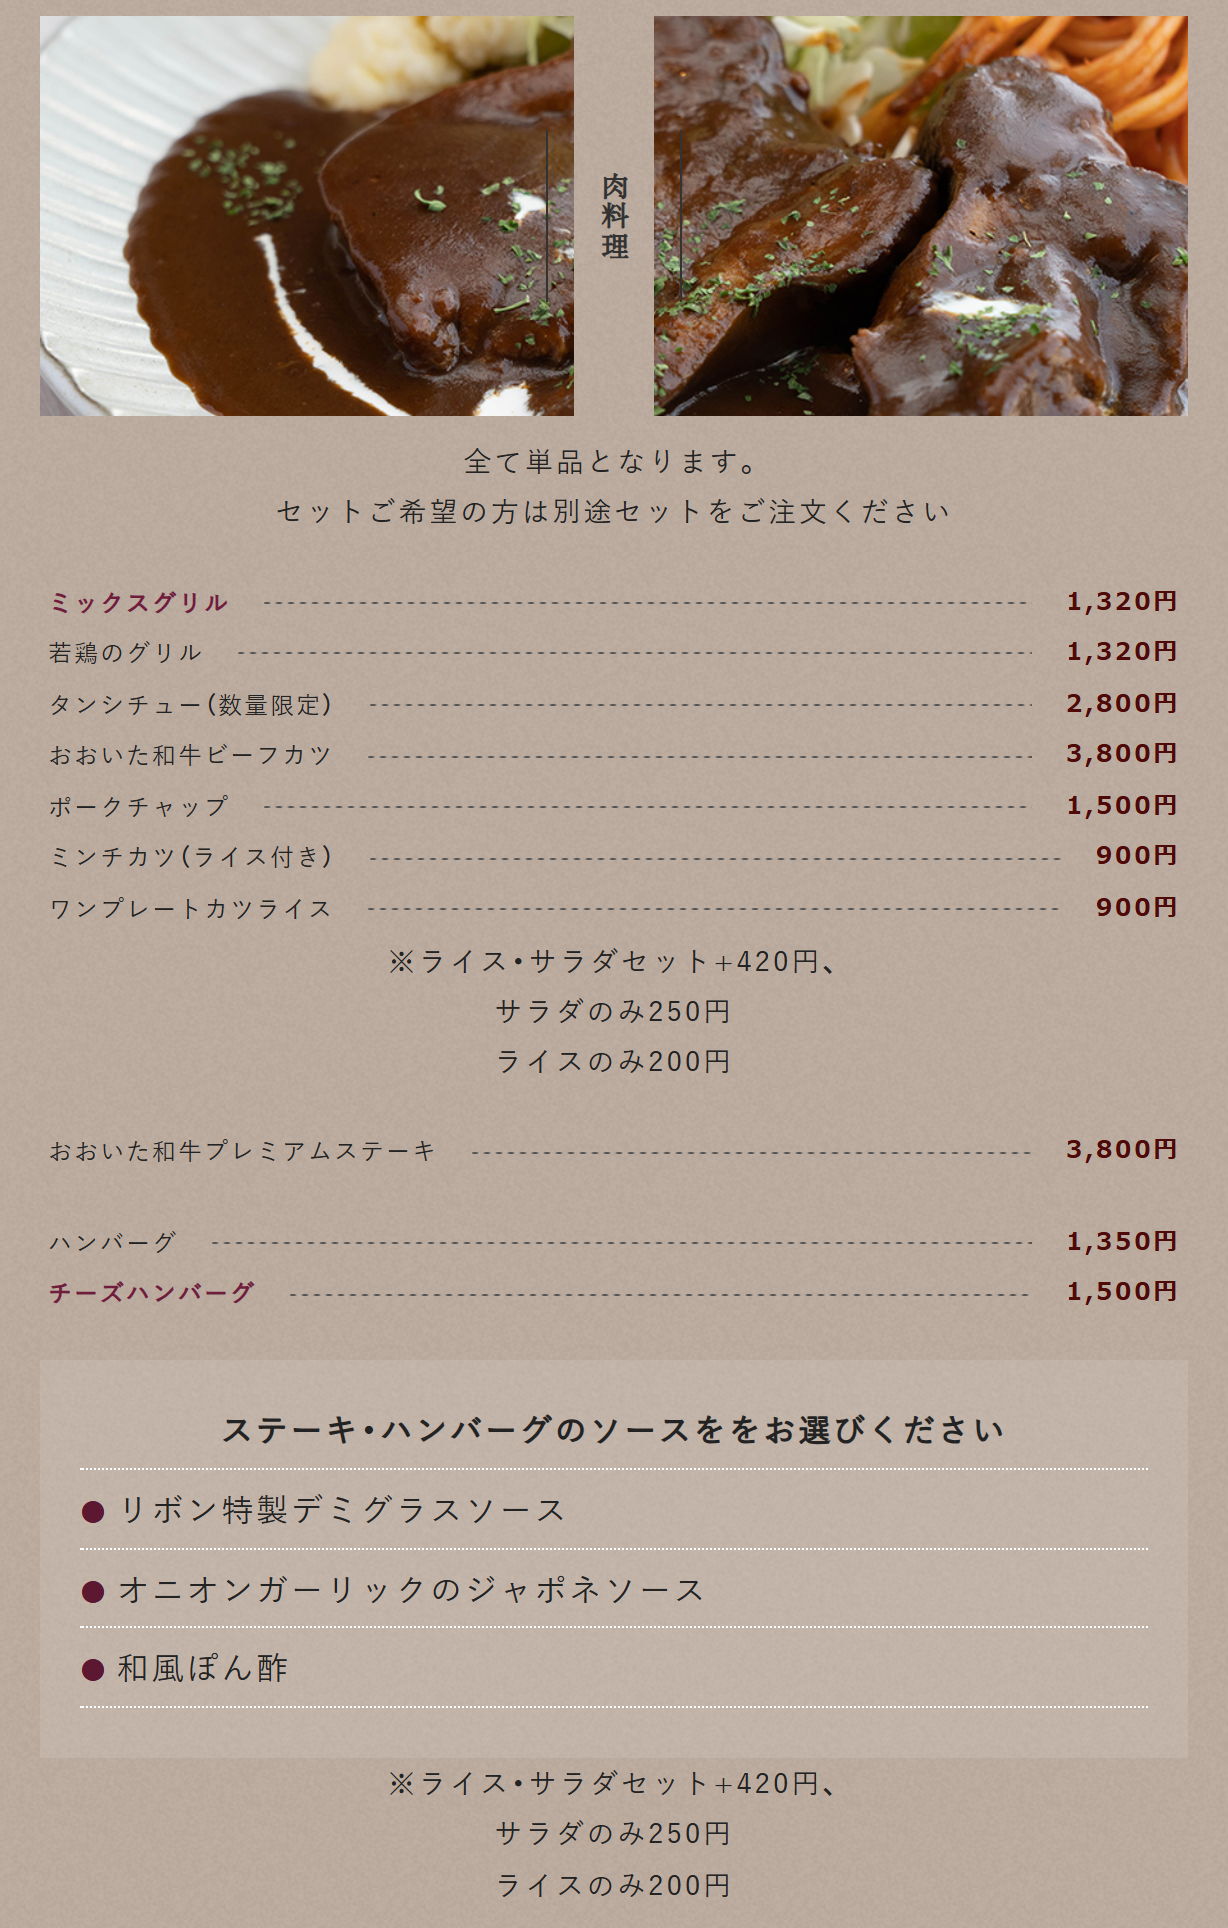 肉料理
全て単品となります。
セットご希望の方は別途セットをご注文ください
ミックスグリル 1,320円
若鶏のグリル 1,320円
タンシチュー(数量限定) 2,800円
おおいた和牛ビーフカツ 3,800円
ポークチャップ 1,500円
ミンチカツ(ライス付き) 900円
ワンプレートカツライス 900円
※ライス・サラダセット+420円、
サラダのみ250円
ライスのみ200円
おおいた和牛プレミアムステーキ 3,800円
ハンバーグ 1,350円
チーズハンバーグ 1,500円
ステーキ・ハンバーグのソースををお選びください
● リボン特製デミグラスソース
● オニオンガーリックのジャポネソース
● 和風ぽん酢
※ライス・サラダセット+420円、
サラダのみ250円
ライスのみ200円